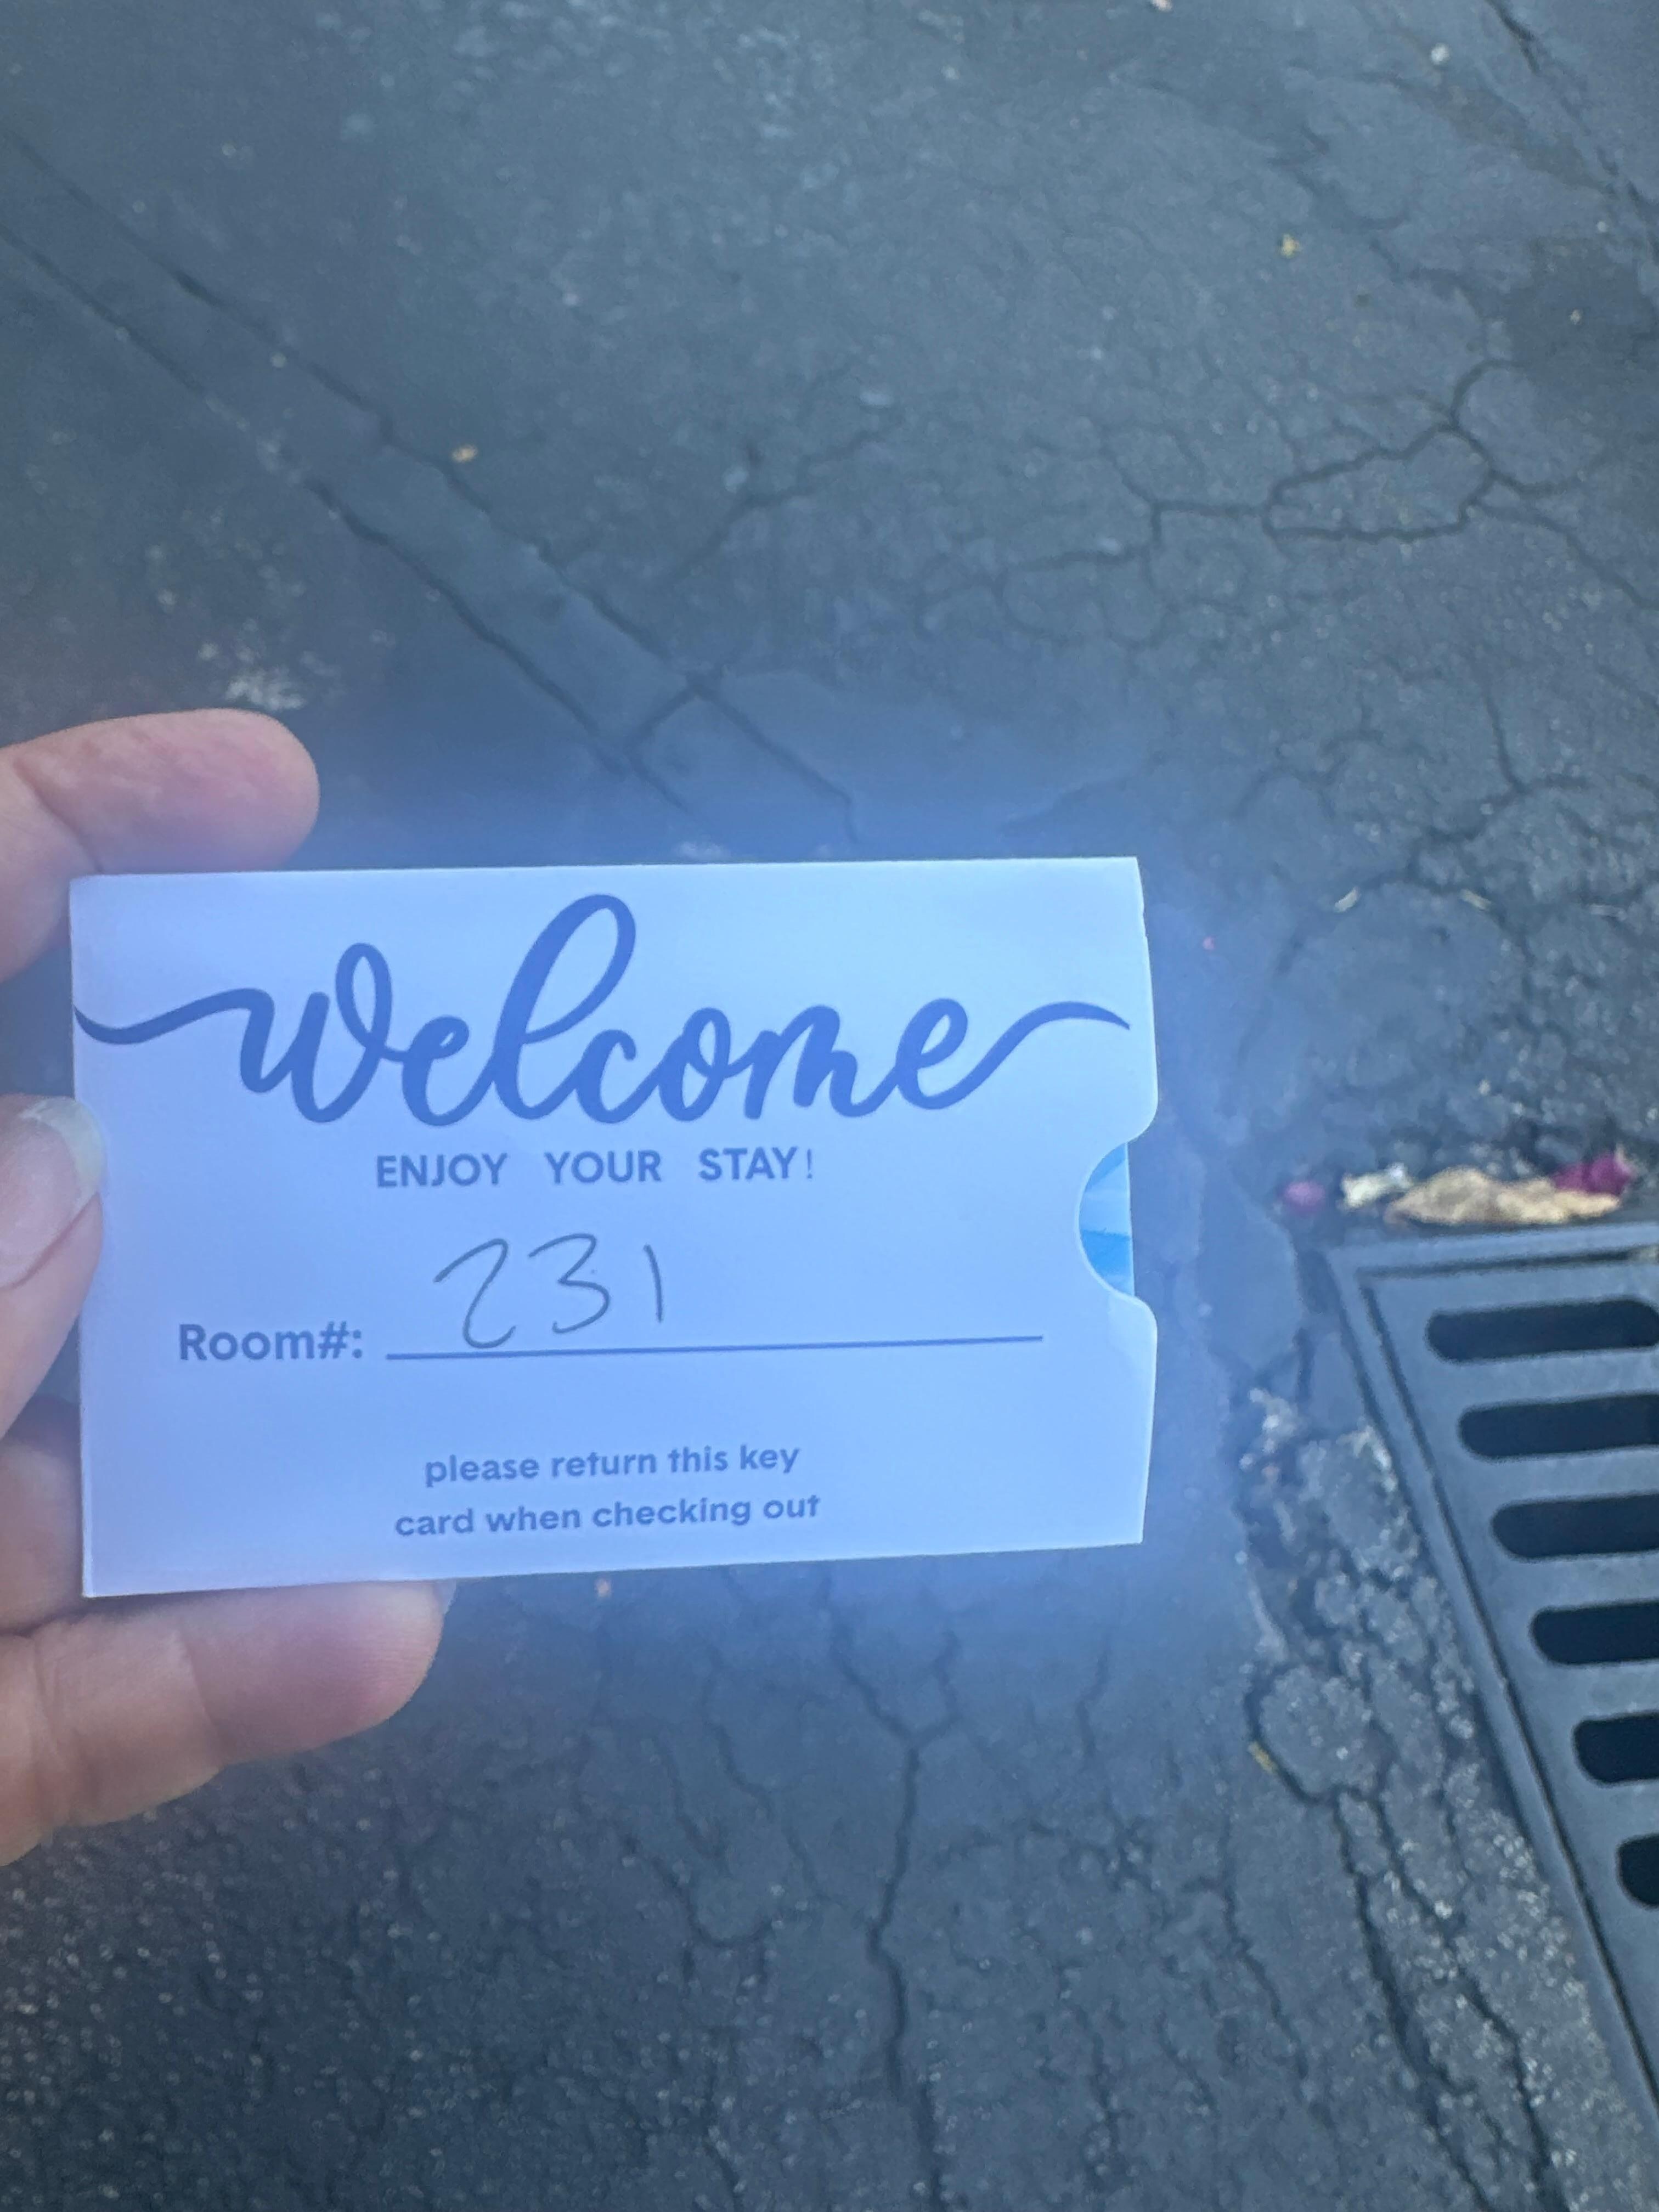 welcome
ENJOY YOUR STAY!
Room#: 231
please return this key
card when checking out